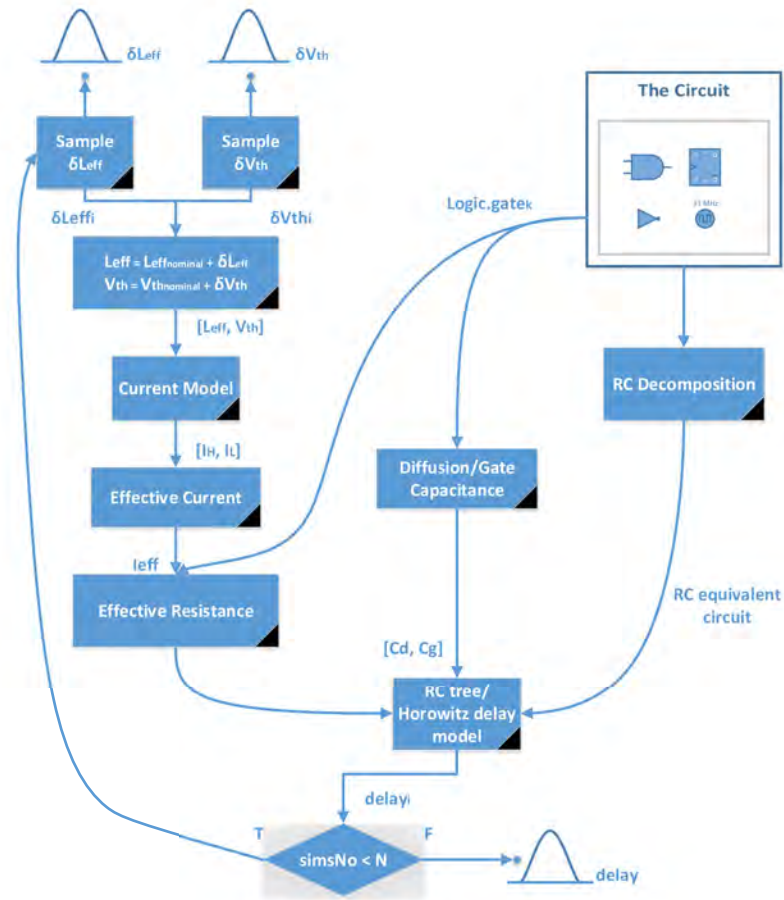 δLeff
δVth
The Circuit
Sample
δLeff
Sample
δVth
δLeffi
δVthi
Logic.gatek
Leff = Leffnominal + δLeff
Vth = Vthnominal + δVth
[Leff, Vth]
Current Model
RC Decomposition
[IH, IL]
Effective Current
Diffusion/Gate
Capacitance
Ieff
Effective Resistance
RC equivalent
circuit
[Cd, Cg]
RC tree/
Horowitz delay
model
delayi
T
F
simsNo < N
delay